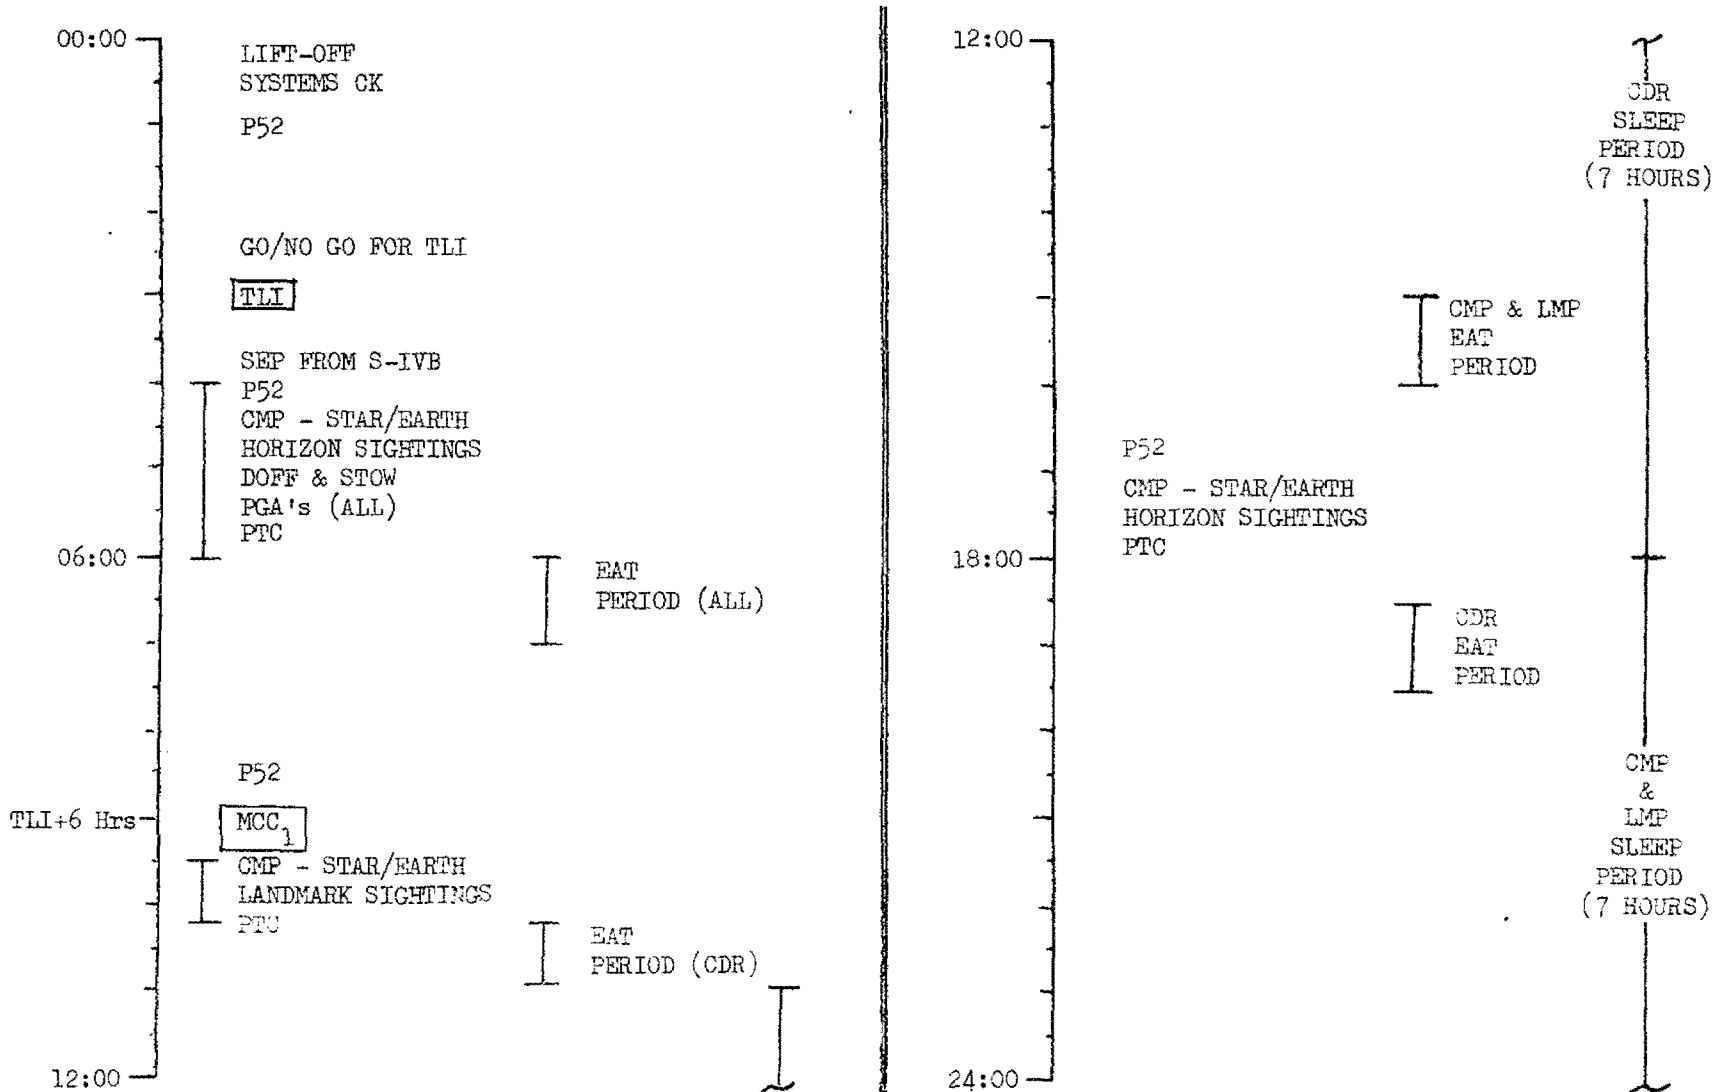 00:00
LIFT-OFF
SYSTEMS CK
P52
GO/NO GO FOR TLI
TLI
SEP FROM S-IVB
P52
CMP - STAR/EARTH
HORIZON SIGHTINGS
DOFF & STOW
PGA's (ALL)
PTC
06:00
EAT
PERIOD (ALL)
P52
TLI+6 Hrs
MCC1
CMP - STAR/EARTH
LANDMARK SIGHTINGS
PTC
EAT
PERIOD (CDR)
12:00
12:00
CDR
SLEEP
PERIOD
(7 HOURS)
CMP & LMP
EAT
PERIOD
P52
CMP - STAR/EARTH
HORIZON SIGHTINGS
PTC
18:00
CDR
EAT
PERIOD
CMP
&
LMP
SLEEP
PERIOD
(7 HOURS)
24:00